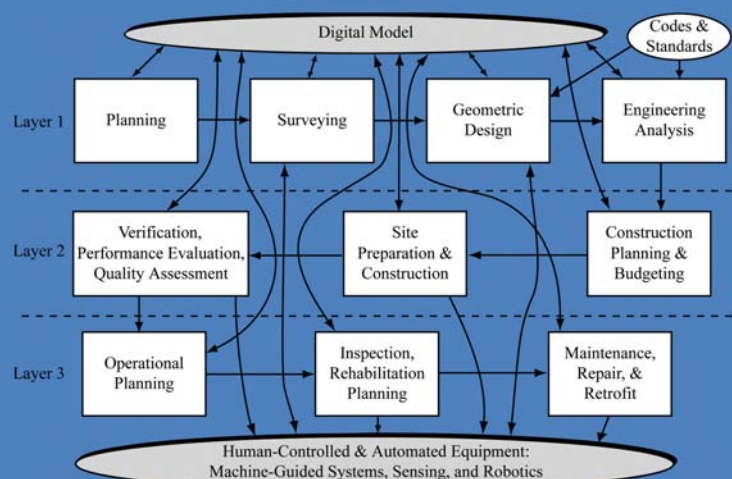 Digital Model
Codes &
Standards
Layer 1
Planning
Surveying
Geometric
Design
Engineering
Analysis
Layer 2
Verification,
Performance Evaluation,
Quality Assessment
Site
Preparation &
Construction
Construction
Planning &
Budgeting
Layer 3
Operational
Planning
Inspection,
Rehabilitation
Planning
Maintenance,
Repair, &
Retrofit
Human-Controlled & Automated Equipment:
Machine-Guided Systems, Sensing, and Robotics